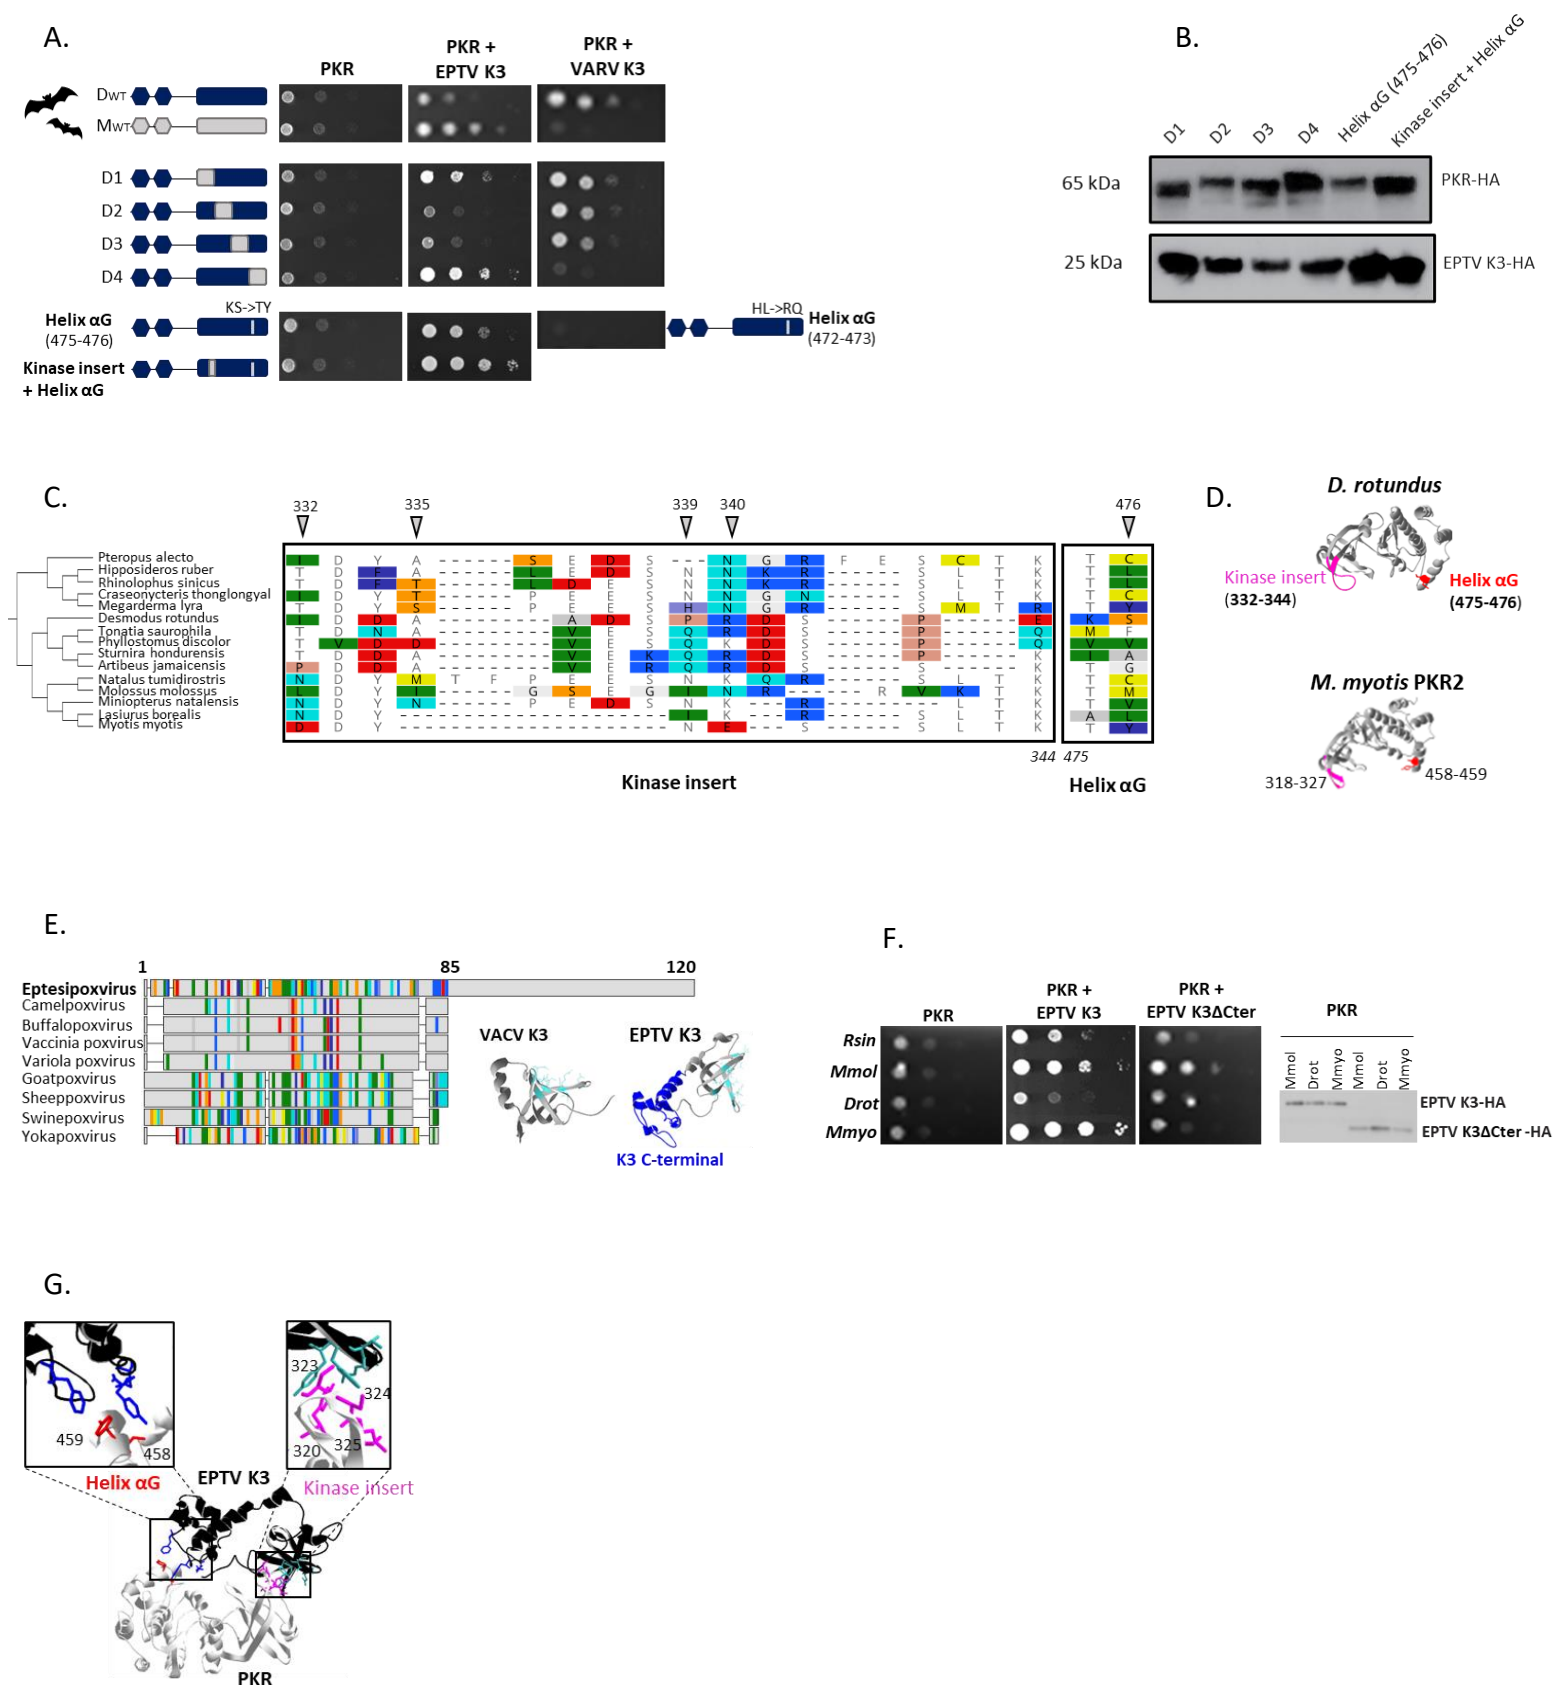 A.
PKR
PKR +
EPTV K3
PKR +
VARV K3
DWT
MWT
D1
D2
D3
D4
KS->TY
Helix αG
(475-476)
HL->RQ
Helix αG
(472-473)
Kinase insert
+ Helix αG
B.
D1
D2
D3
D4
Helix αG (475-476)
Kinase insert + Helix αG
65 kDa
PKR-HA
25 kDa
EPTV K3-HA
C.
332
335
339
340
476
Pteropus alecto
Hipposideros ruber
Rhinolophus sinicus
Craseonycteris thonglongyal
Megarderma lyra
Desmodus rotundus
Tonatia saurophila
Phyllostomus discolor
Sturnira hondurensis
Artibeus jamaicensis
Natalus tumidirostris
Molossus molossus
Miniopterus natalensis
Lasiurus borealis
Myotis myotis
I D Y A - - - - - - S E D S - - N G R F E S C T K T C
T D F A - - - - - - L E D S N N K R - - - S L T K T L
T D F T - - - - - - L D E S N N K R - - - S L T K T L
I D Y T - - - - - - P E E S N N G N - - - S L T K T C
T D Y S - - - - - - P E E S H N G R - - - S M T R T Y
I D D A - - - - - - - A D S P R D S - - P - - E K S
T D N A - - - - - - - V E S Q R D S - - P - - Q M F
T V D D - - - - - - - V E S Q K D S - - P - - Q V V
T D D A - - - - - - - V E K Q R D S - - P - - K I A
P D D A - - - - - - - V E R Q R D S - - - - - K T G
N D Y M T F P E E S N K Q R - - - S L T K T C
L D Y I - - G S E G I N R - - R V K T K T M
N D Y N - - P E D S N K - R - - S L T K T V
N D Y - - - - - - - I K - R - - S L T K A L
D D Y - - - - - - - N E - S - - S L T K T Y
344
475
Kinase insert
Helix αG
D.
D. rotundus
Kinase insert
(332-344)
Helix αG
(475-476)
M. myotis PKR2
318-327
458-459
E.
1
85
120
Eptesipoxvirus
Camelpoxvirus
Buffalopoxvirus
Vaccinia poxvirus
Variola poxvirus
Goatpoxvirus
Sheeppoxvirus
Swinepoxvirus
Yokapoxvirus
VACV K3
EPTV K3
K3 C-terminal
F.
PKR
PKR +
EPTV K3
PKR +
EPTV K3ΔCter
Rsin
Mmol
Drot
Mmyo
PKR
Mmol
Drot
Mmyo
Mmol
Drot
Mmyo
EPTV K3-HA
EPTV K3ΔCter -HA
G.
459
458
Helix αG
323
324
320
325
Kinase insert
EPTV K3
PKR